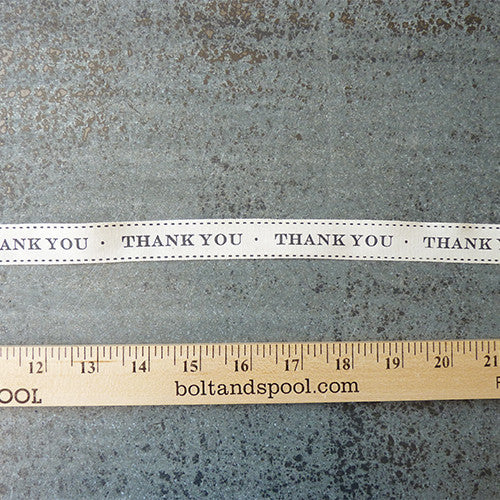 ANK YOU · THANK YOU · THANK YOU · THANK Y
12 13 14 15 16 17 18 19 20 21
OOL boltandspool.com